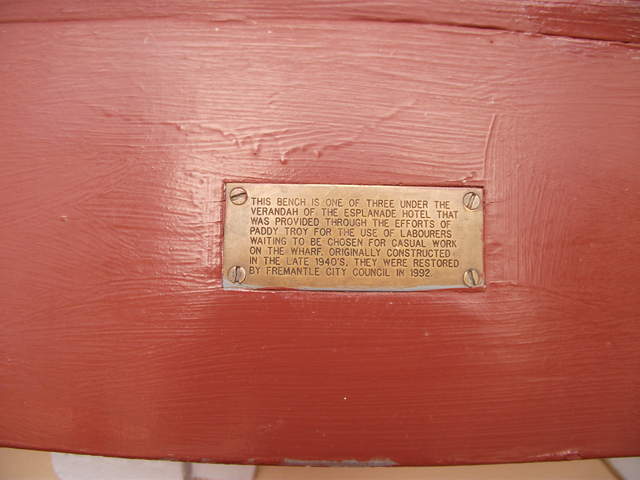 THIS BENCH IS ONE OF THREE UNDER THE
VERANDAH OF THE ESPLANADE HOTEL THAT
WAS PROVIDED THROUGH THE EFFORTS OF
PADDY TROY FOR THE USE OF LABOURERS
WAITING TO BE CHOSEN FOR CASUAL WORK
ON THE WHARF. ORIGINALLY CONSTRUCTED
IN THE LATE 1940'S, THEY WERE RESTORED
BY FREMANTLE CITY COUNCIL IN 1992.